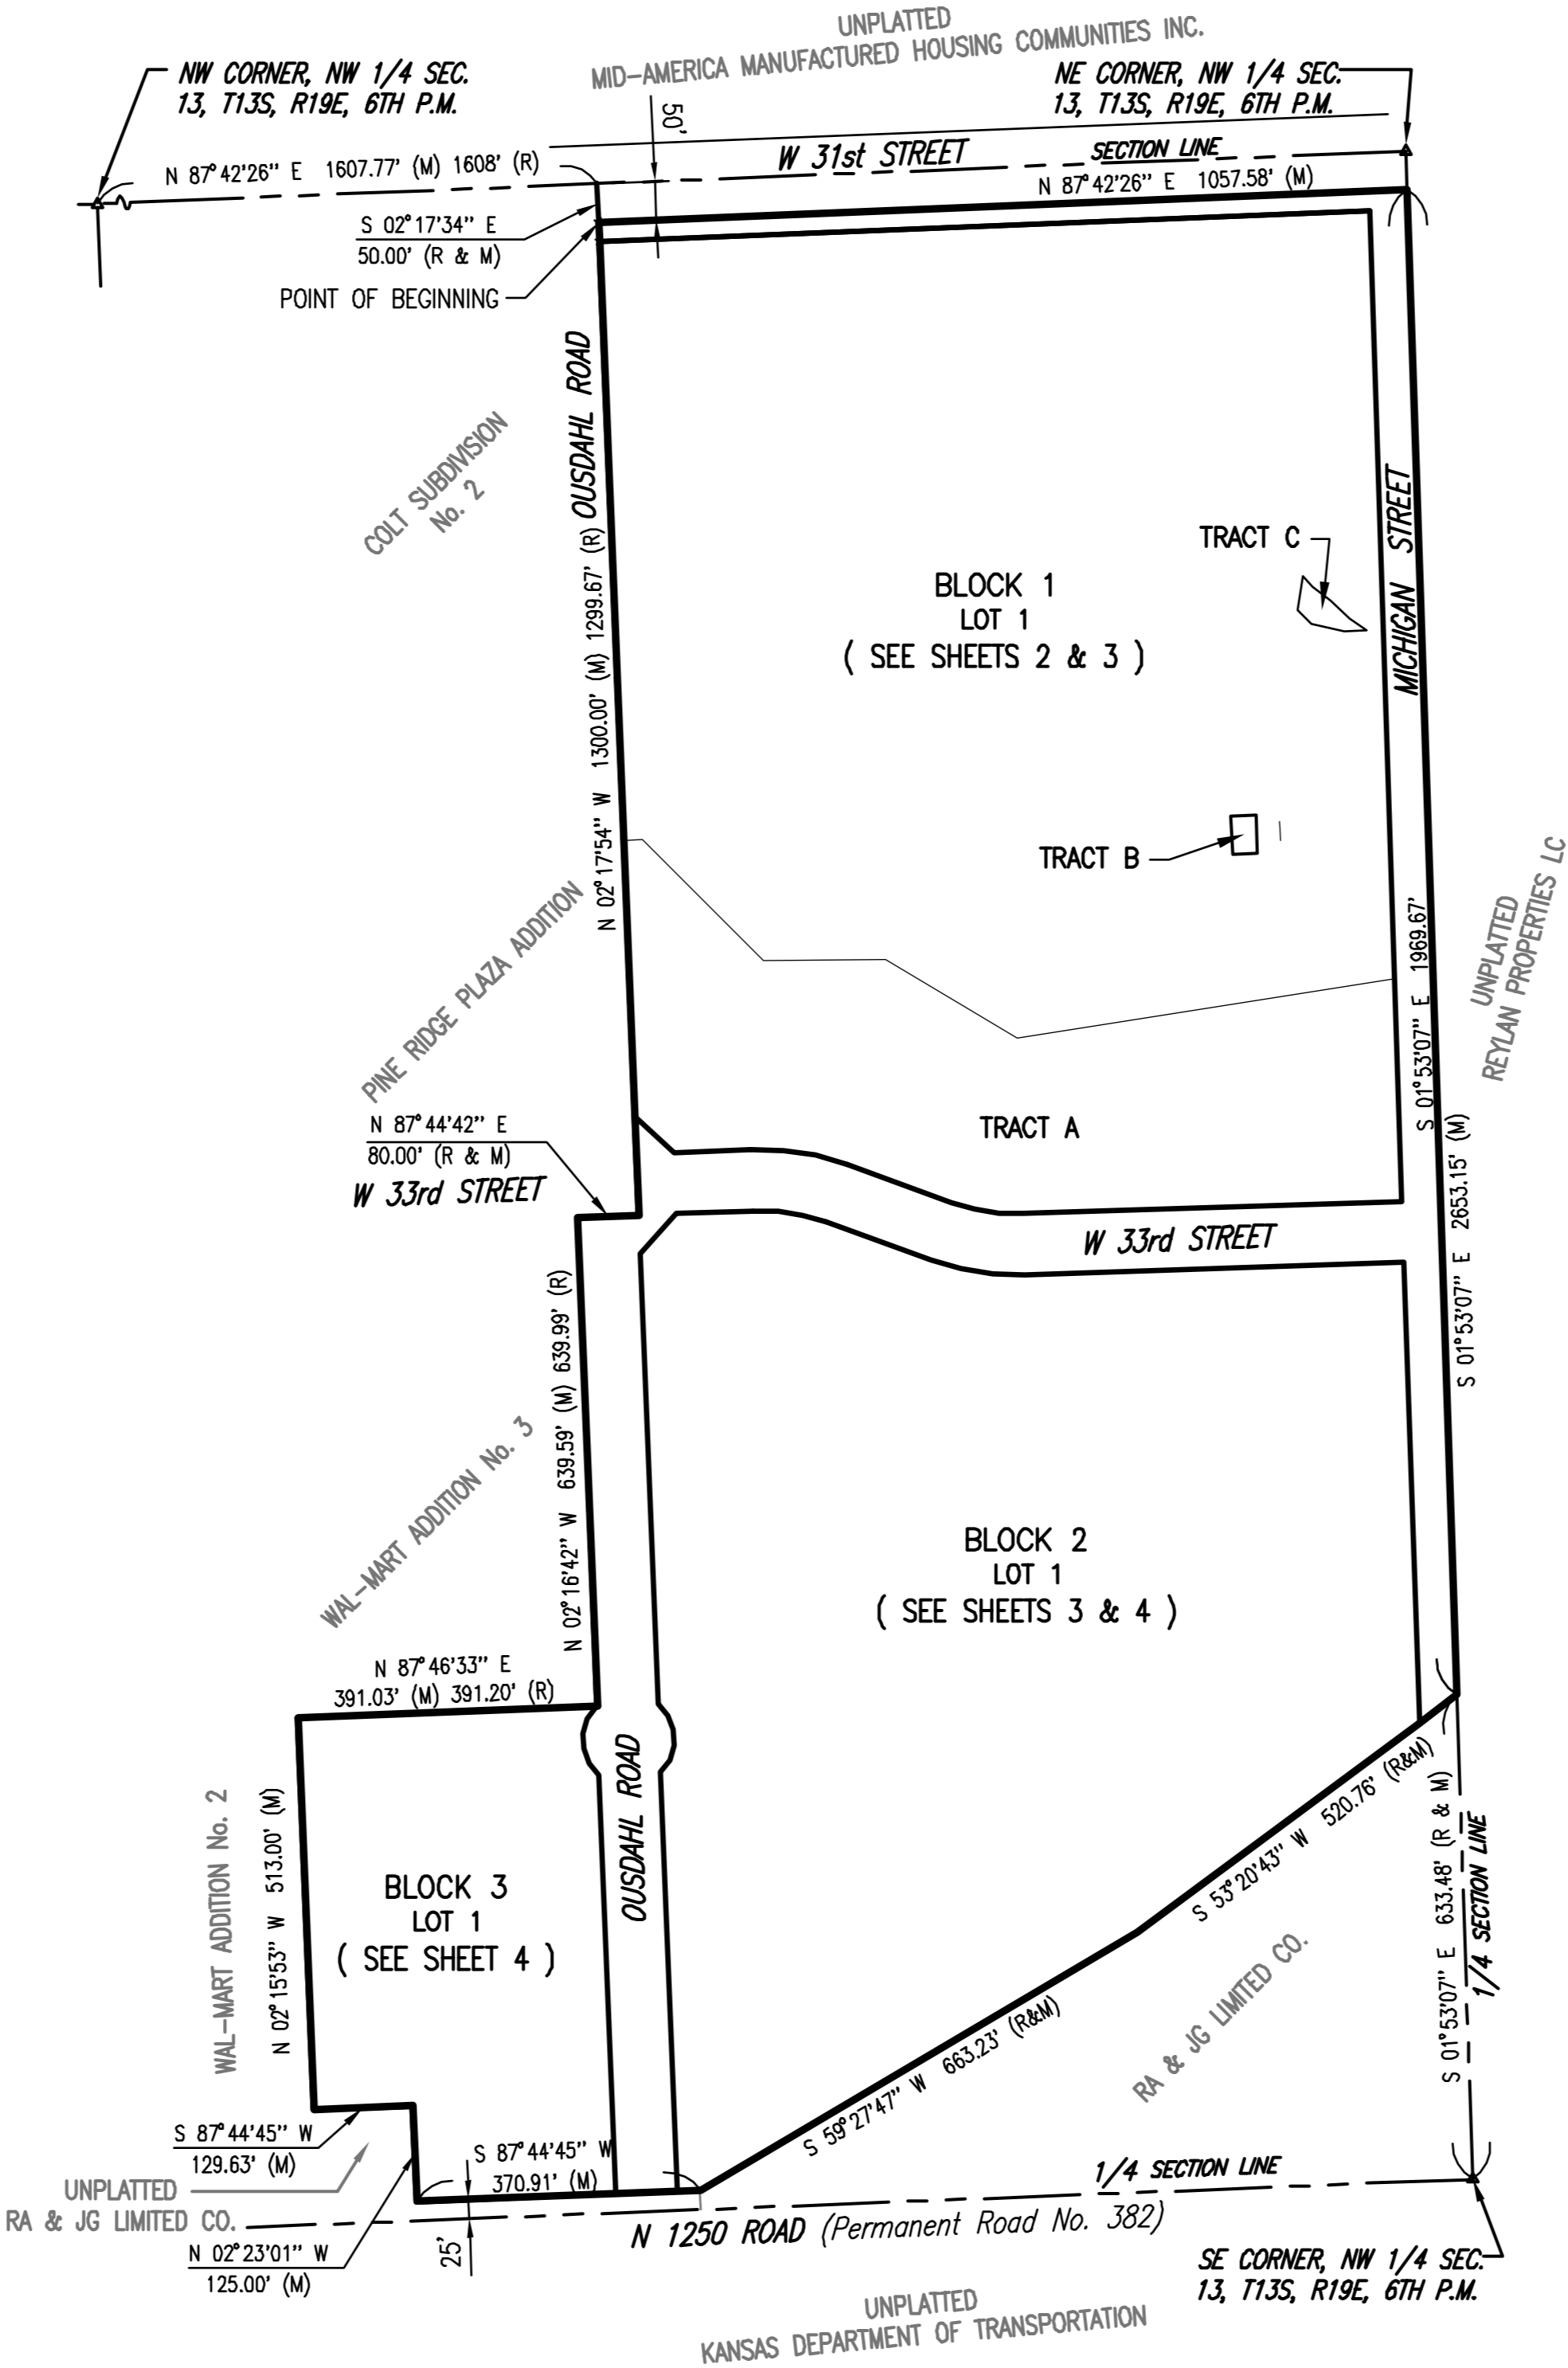 UNPLATTED
MID-AMERICA MANUFACTURED HOUSING COMMUNITIES INC.
NW CORNER, NW 1/4 SEC.
13, T13S, R19E, 6TH P.M.
NE CORNER, NW 1/4 SEC.
13, T13S, R19E, 6TH P.M.
50'
W 31st STREET
SECTION LINE
N 87°42'26" E 1607.77' (M) 1608' (R)
N 87°42'26" E 1057.58' (M)
S 02°17'34" E
50.00' (R & M)
POINT OF BEGINNING
OUSDAHL ROAD
COLT SUBDIVISION
No. 2
N 02°17'54" W 1300.00' (M) 1299.67' (R)
BLOCK 1
LOT 1
( SEE SHEETS 2 & 3 )
TRACT C
MICHIGAN STREET
TRACT B
PINE RIDGE PLAZA ADDITION
S 01°53'07" E 1969.67'
UNPLATTED
REYLAN PROPERTIES LC
TRACT A
N 87°44'42" E
80.00' (R & M)
W 33rd STREET
W 33rd STREET
S 01°53'07" E 2653.15' (M)
N 02°16'42" W 639.59' (M) 639.99' (R)
WAL-MART ADDITION No. 3
BLOCK 2
LOT 1
( SEE SHEETS 3 & 4 )
N 87°46'33" E
391.03' (M) 391.20' (R)
OUSDAHL ROAD
WAL-MART ADDITION No. 2
N 02°15'53" W 513.00' (M)
BLOCK 3
LOT 1
( SEE SHEET 4 )
S 53°20'43" W 520.76' (R&M)
S 01°53'07" E 633.48' (R & M)
1/4 SECTION LINE
S 59°27'47" W 663.23' (R&M)
RA & JG LIMITED CO.
S 87°44'45" W
129.63' (M)
S 87°44'45" W
370.91' (M)
1/4 SECTION LINE
UNPLATTED
RA & JG LIMITED CO.
N 1250 ROAD (Permanent Road No. 382)
25'
N 02°23'01" W
125.00' (M)
SE CORNER, NW 1/4 SEC.
13, T13S, R19E, 6TH P.M.
UNPLATTED
KANSAS DEPARTMENT OF TRANSPORTATION